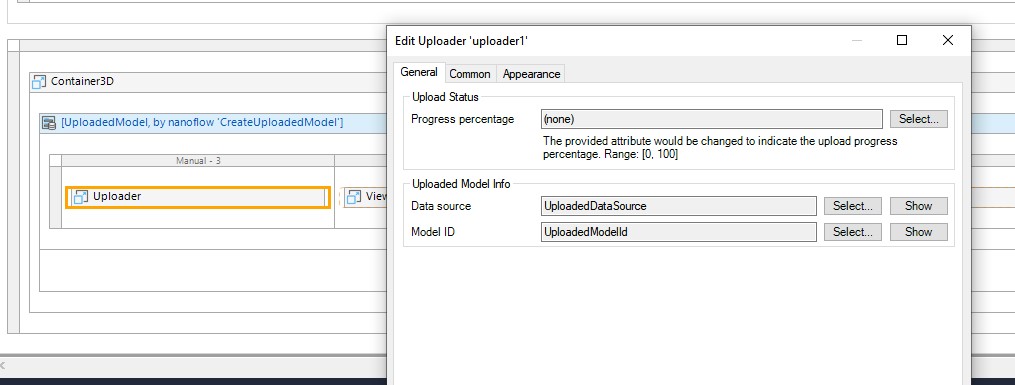 Container3D
[UploadedModel, by nanoflow 'CreateUploadedModel']
Manual - 3
Uploader
View
Edit Uploader 'uploader1'
General Common Appearance
Upload Status
Progress percentage (none) Select...
The provided attribute would be changed to indicate the upload progress
percentage. Range: [0, 100]
Uploaded Model Info
Data source UploadedDataSource Select... Show
Model ID UploadedModelId Select... Show